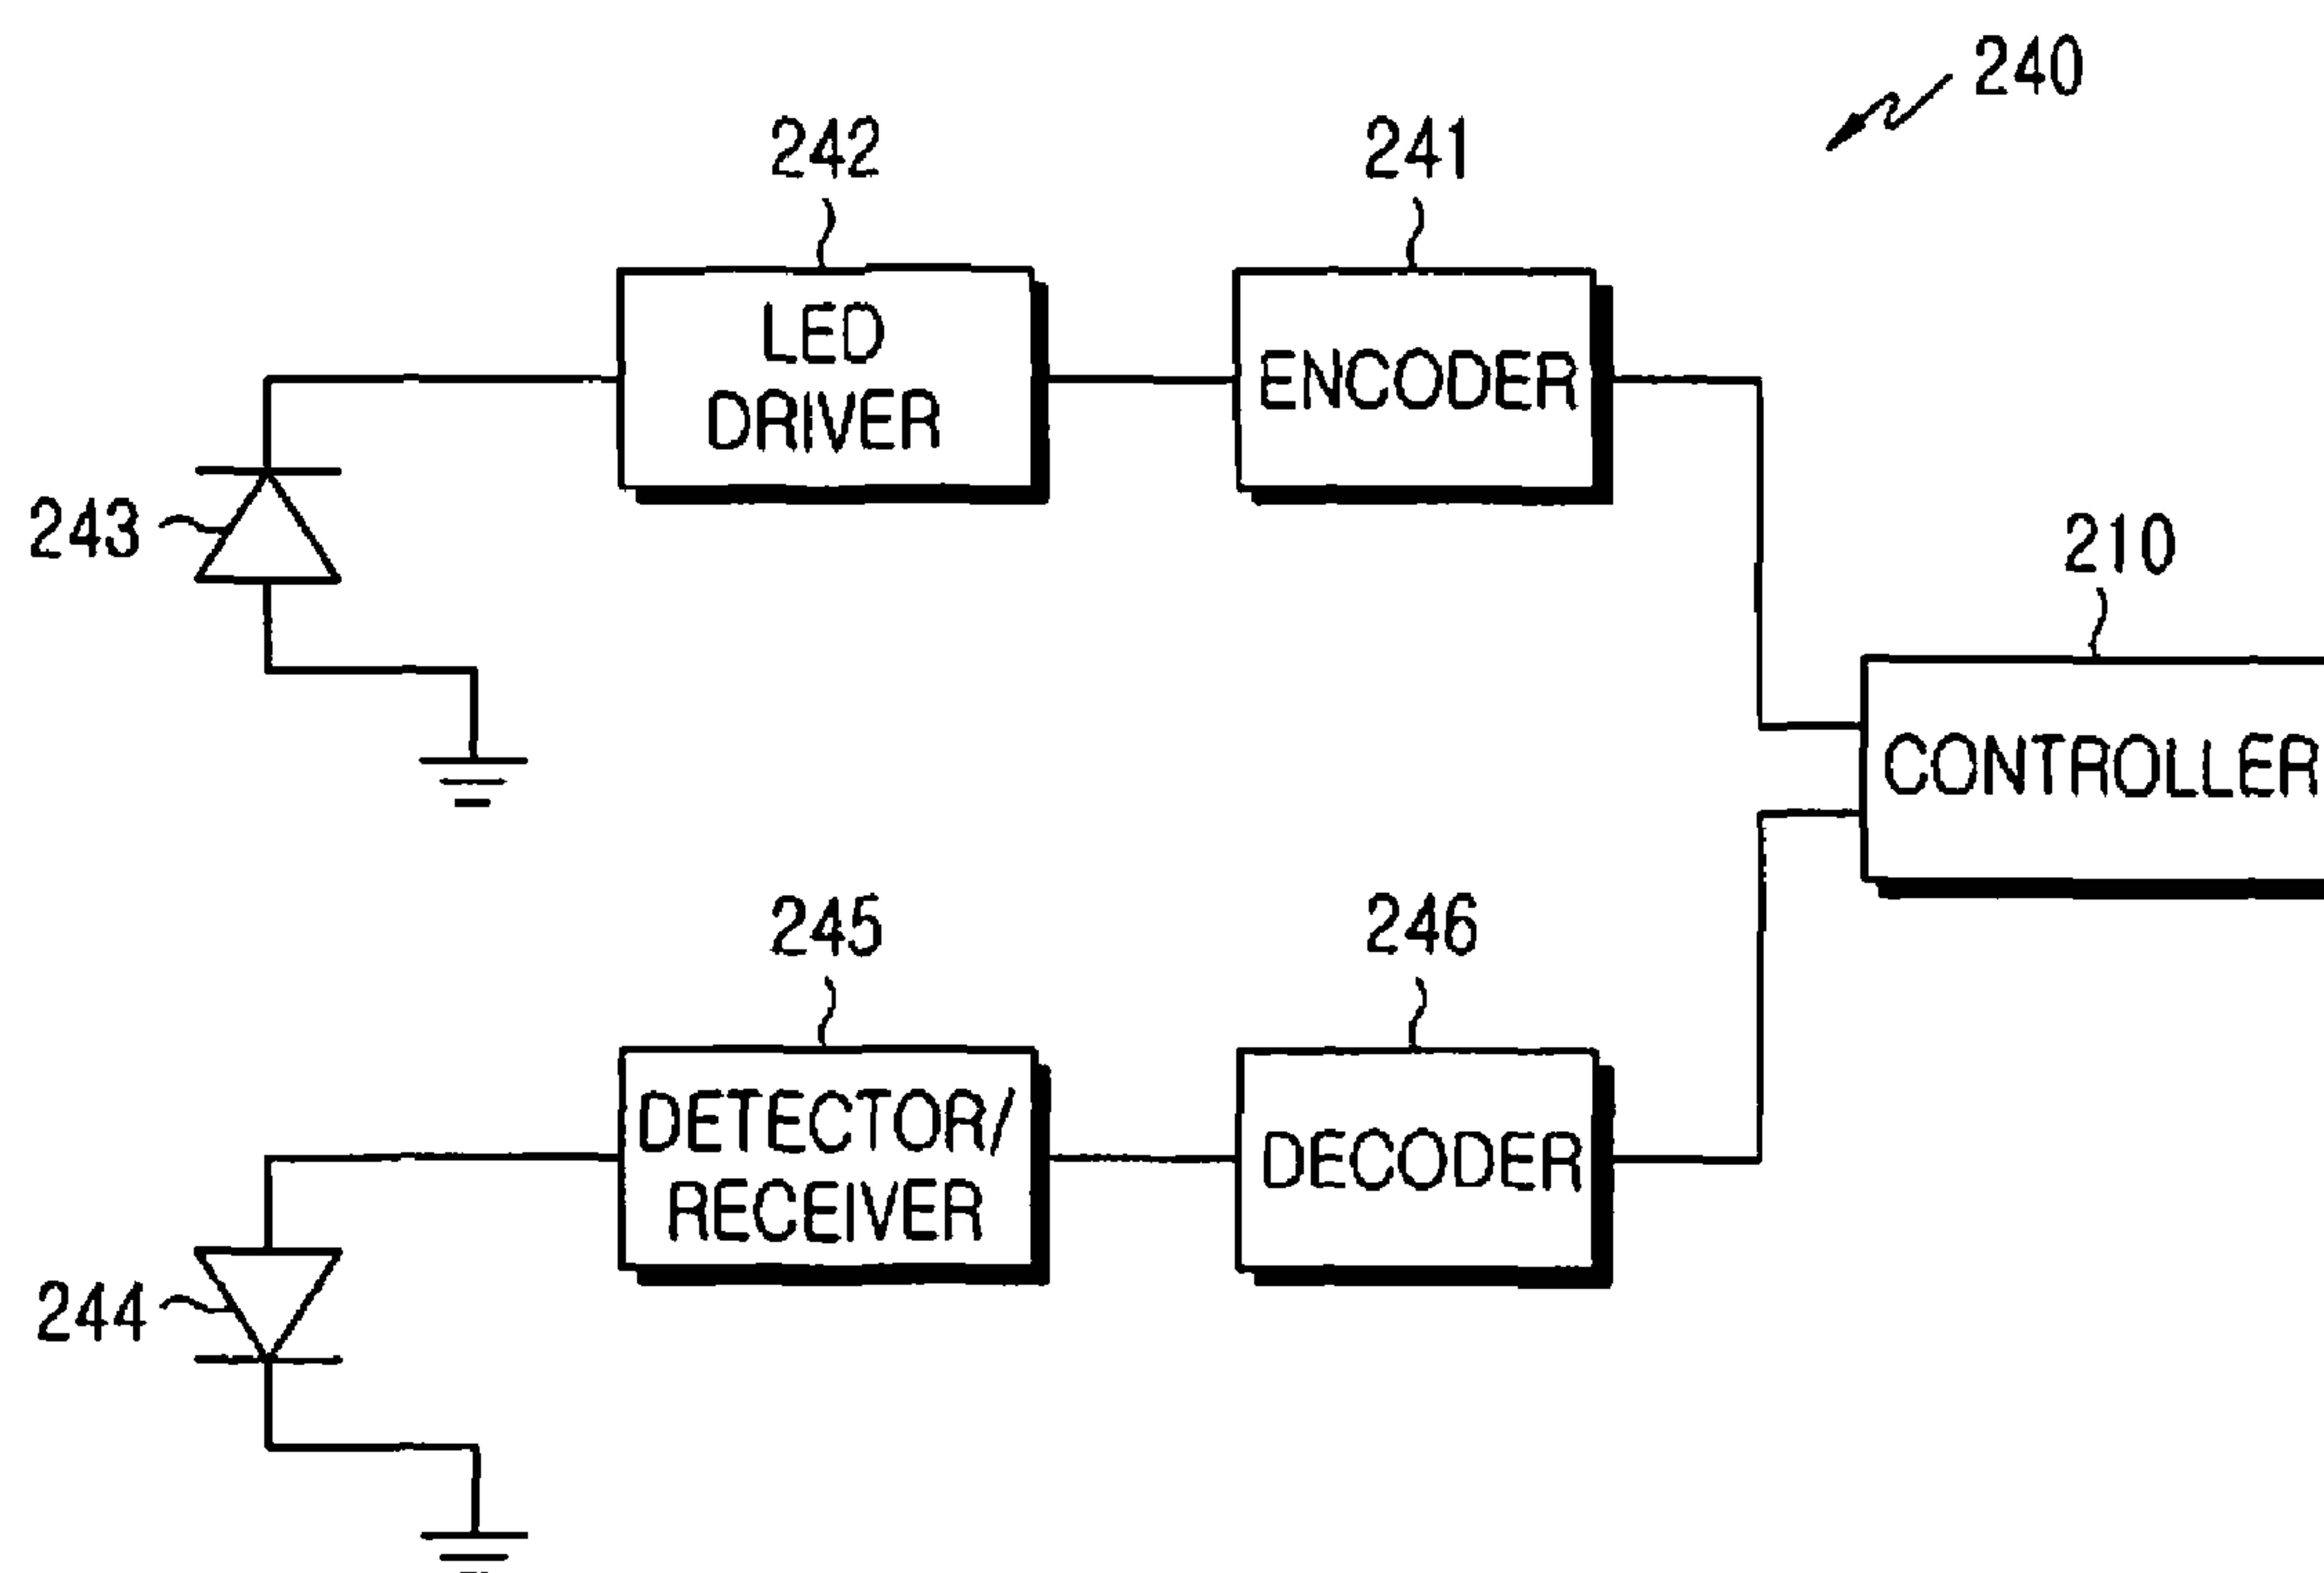 240
242
241
LED
DRIVER
ENCODER
243
210
CONTROLLER
245
246
DETECTOR/
RECEIVER
DECODER
244